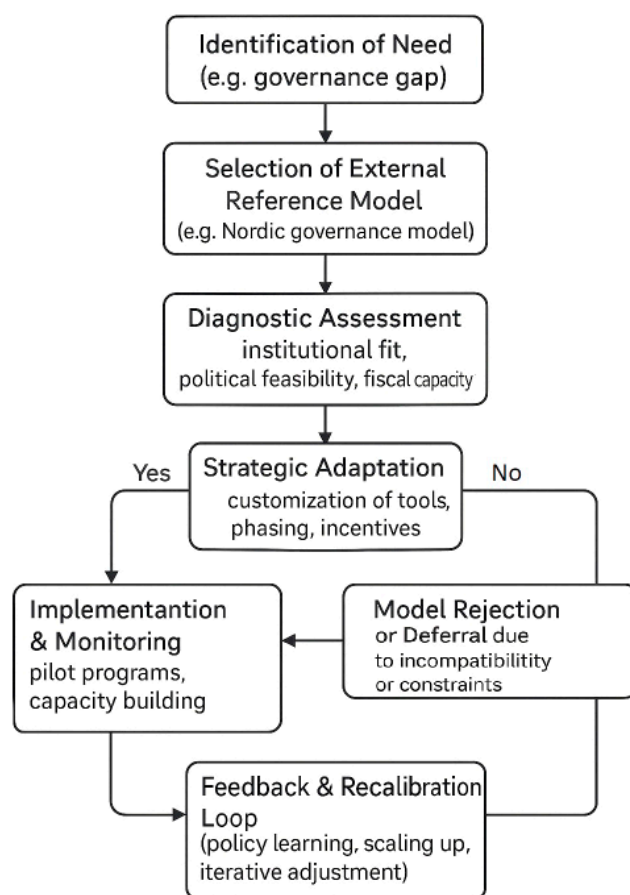 Identification of Need
(e.g. governance gap)
Selection of External
Reference Model
(e.g. Nordic governance model)
Diagnostic Assessment
institutional fit,
political feasibility, fiscal capacity
Yes
Strategic Adaptation
No
customization of tools,
phasing, incentives
Implementantion
& Monitoring
pilot programs,
capacity building
Model Rejection
or Deferral due
to incompatibilitity
or constraints
Feedback & Recalibration
Loop
(policy learning, scaling up,
iterative adjustment)